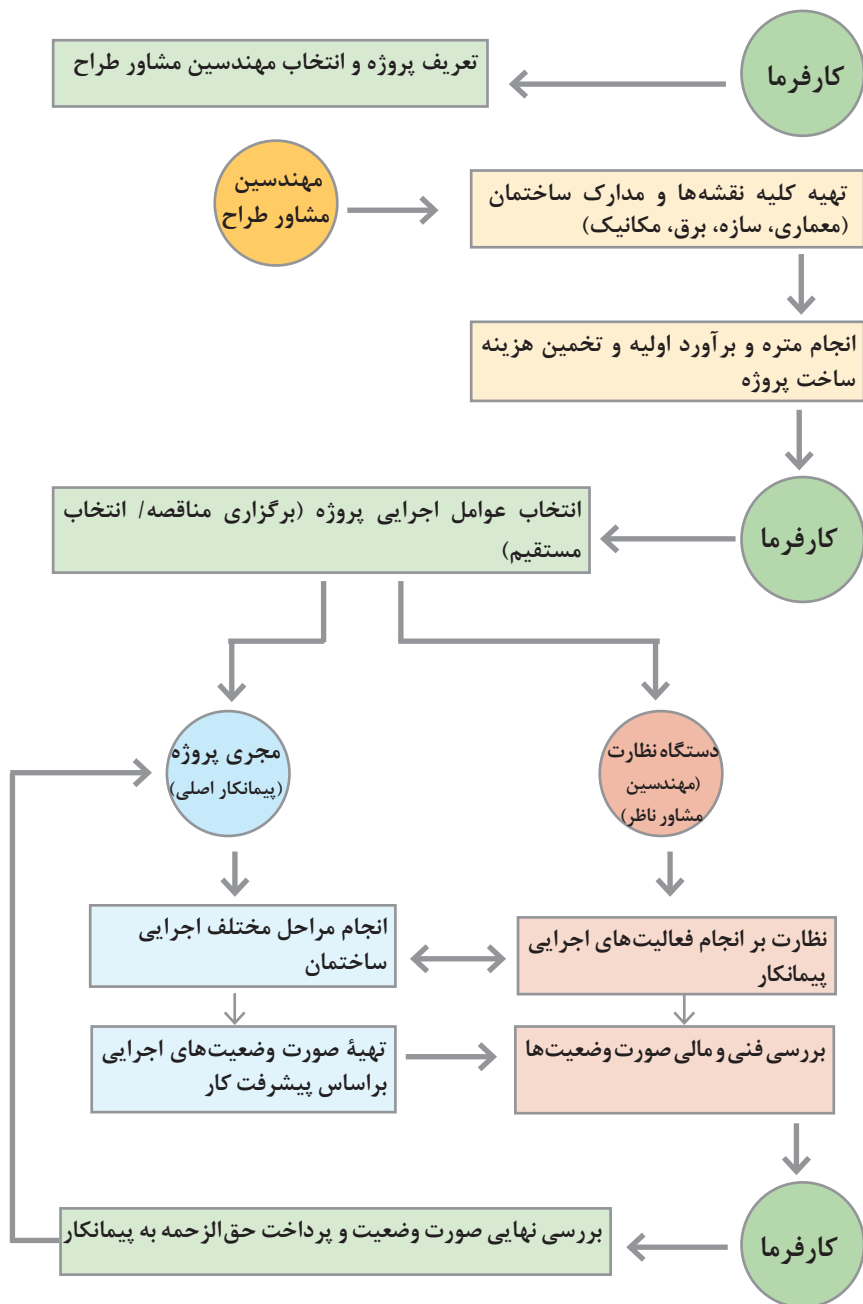 کارفرما
تعریف پروژه و انتخاب مهندسین مشاور طراح
مهندسین
مشاور طراح
تهیه کلیه نقشه‌ها و مدارک ساختمان
(معماری، سازه، برق، مکانیک)
انجام متره و برآورد اولیه و تخمین هزینه
ساخت پروژه
کارفرما
انتخاب عوامل اجرایی پروژه (برگزاری مناقصه/ انتخاب
مستقیم)
دستگاه نظارت
(مهندسین
مشاور ناظر)
مجری پروژه
(پیمانکار اصلی)
نظارت بر انجام فعالیت‌های اجرایی
پیمانکار
انجام مراحل مختلف اجرایی
ساختمان
تهیهٔ صورت وضعیت‌های اجرایی
براساس پیشرفت کار
بررسی فنی و مالی صورت وضعیت‌ها
کارفرما
بررسی نهایی صورت وضعیت و پرداخت حق‌الزحمه به پیمانکار